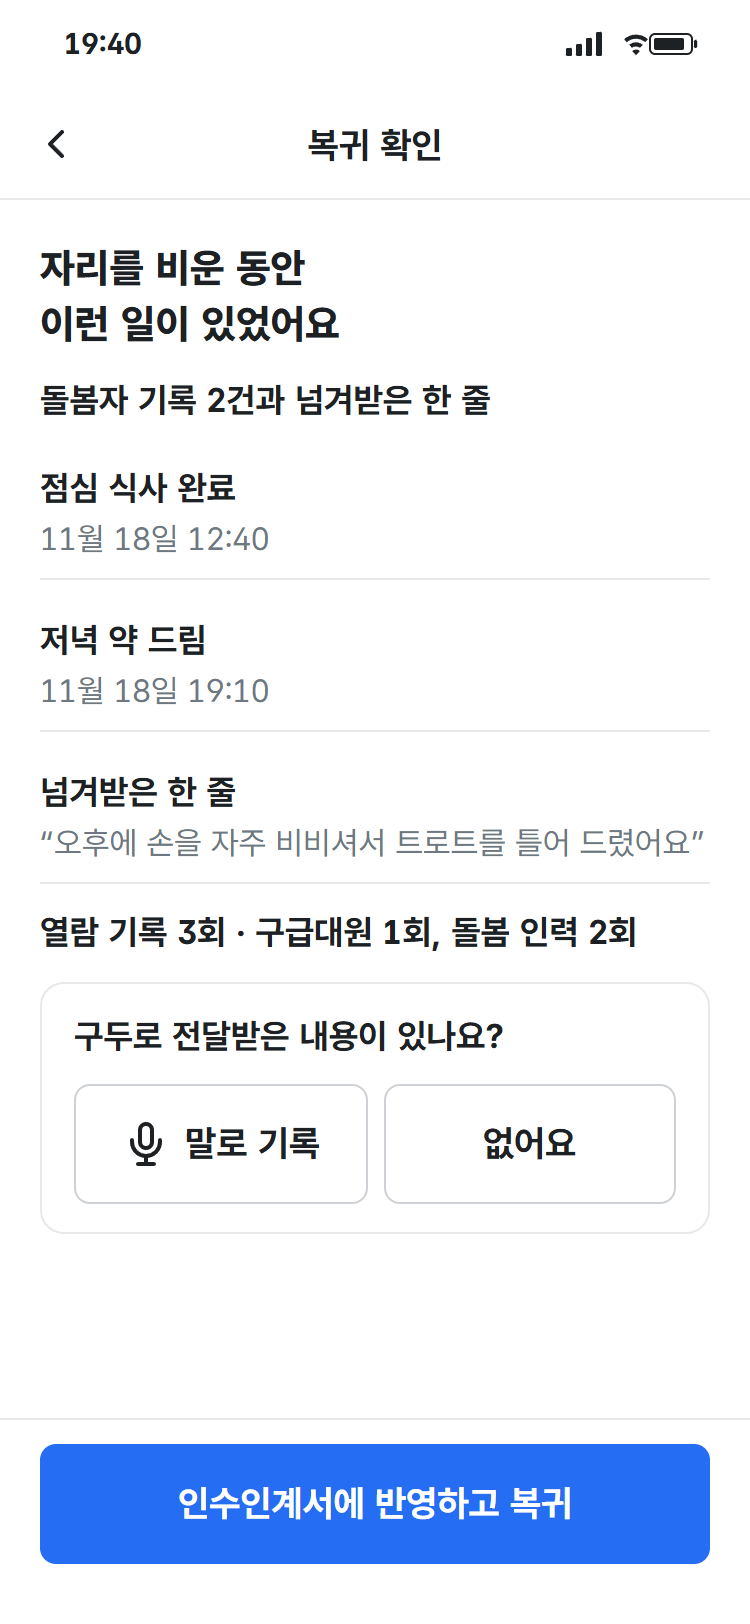 19:40
복귀 확인
자리를 비운 동안
이런 일이 있었어요
돌봄자 기록 2건과 넘겨받은 한 줄
점심 식사 완료
11월 18일 12:40
저녁 약 드림
11월 18일 19:10
넘겨받은 한 줄
“오후에 손을 자주 비비셔서 트로트를 틀어 드렸어요”
열람 기록 3회 · 구급대원 1회, 돌봄 인력 2회
구두로 전달받은 내용이 있나요?
말로 기록
없어요
인수인계서에 반영하고 복귀